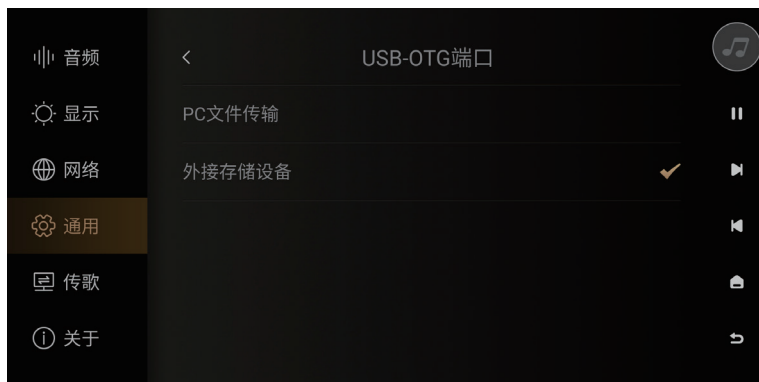 音频
显示
网络
通用
传歌
关于
USB-OTG端口
PC文件传输
外接存储设备